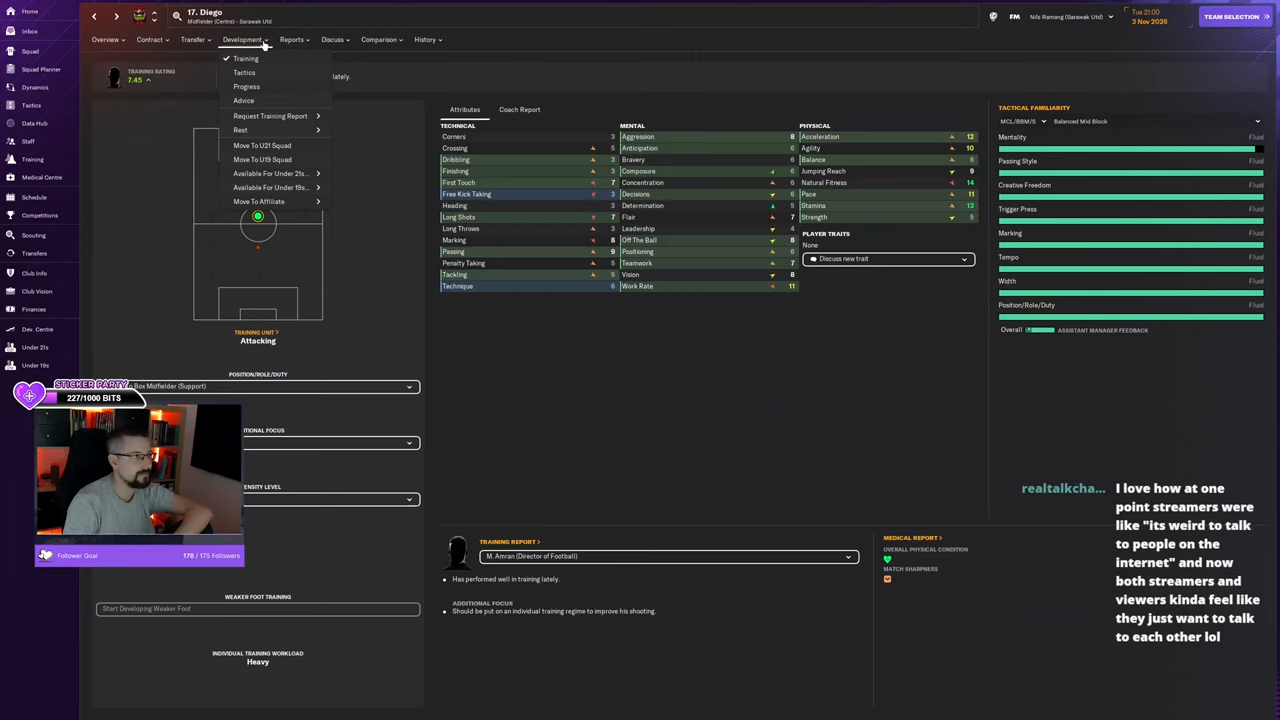 Home
Inbox
Squad
Squad Planner
Dynamics
Tactics
Data Hub
Staff
Training
Medical Centre
Schedule
Competitions
Scouting
Transfers
Club Info
Club Vision
Finances
Dev. Centre
Under 21s
Under 19s
17. Diego
Midfielder (Centre) - Sarawak Utd
FM
Nils Ramang (Sarawak Utd)
Tue 21:00
3 Nov 2026
TEAM SELECTION
Overview
Contract
Transfer
Development
Reports
Discuss
Comparison
History
TRAINING RATING
7.45
lately.
Training
Tactics
Progress
Advice
Request Training Report
Rest
Move To U21 Squad
Move To U19 Squad
Available For Under 21s...
Available For Under 19s...
Move To Affiliate
TRAINING UNIT
Attacking
POSITION/ROLE/DUTY
Box Midfielder (Support)
ITIONAL FOCUS
ENSITY LEVEL
WEAKER FOOT TRAINING
Start Developing Weaker Foot
INDIVIDUAL TRAINING WORKLOAD
Heavy
Attributes
Coach Report
TECHNICAL
Corners 3
Crossing 5
Dribbling 3
Finishing 3
First Touch 7
Free Kick Taking 3
Heading 3
Long Shots 7
Long Throws 3
Marking 8
Passing 9
Penalty Taking 5
Tackling 5
Technique 6
MENTAL
Aggression 8
Anticipation 6
Bravery 6
Composure 6
Concentration 6
Decisions 6
Determination 5
Flair 7
Leadership 4
Off The Ball 8
Positioning 6
Teamwork 7
Vision 8
Work Rate 11
PHYSICAL
Acceleration 12
Agility 10
Balance 6
Jumping Reach 9
Natural Fitness 14
Pace 11
Stamina 13
Strength 5
PLAYER TRAITS
None
Discuss new trait
TACTICAL FAMILIARITY
MCL/BBM/S
Balanced Mid Block
Mentality Fluid
Passing Style Fluid
Creative Freedom Fluid
Trigger Press Fluid
Marking Fluid
Tempo Fluid
Width Fluid
Position/Role/Duty Fluid
Overall
ASSISTANT MANAGER FEEDBACK
TRAINING REPORT
M. Amran (Director of Football)
Has performed well in training lately.
ADDITIONAL FOCUS
Should be put on an individual training regime to improve his shooting.
MEDICAL REPORT
OVERALL PHYSICAL CONDITION
MATCH SHARPNESS
STICKER PARTY
227/1000 BITS
Follower Goal
178 / 175 Followers
realtalkcha... I love how at one
point streamers were
like "its weird to talk
to people on the
internet" and now
both streamers and
viewers kinda feel like
they just want to talk
to each other lol